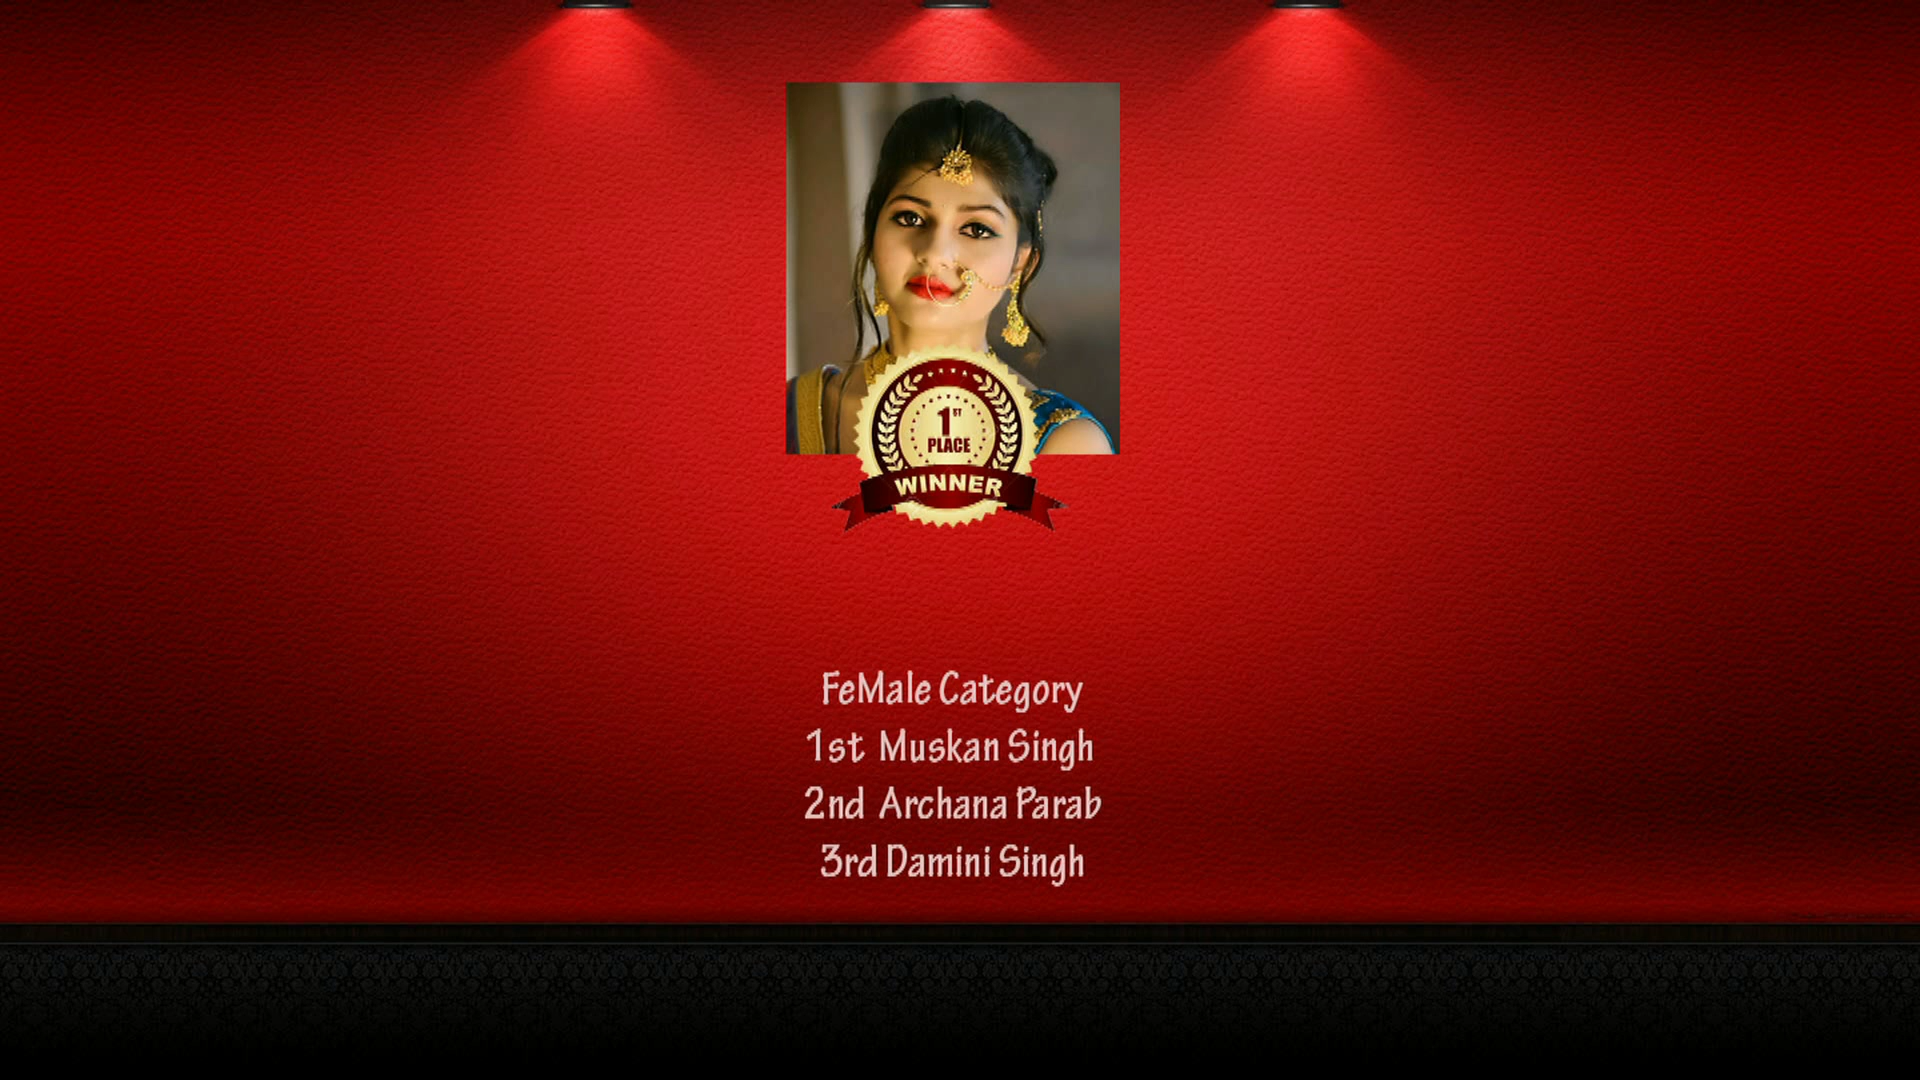 1ST
PLACE
WINNER
FeMale Category
1st Muskan Singh
2nd Archana Parab
3rd Damini Singh